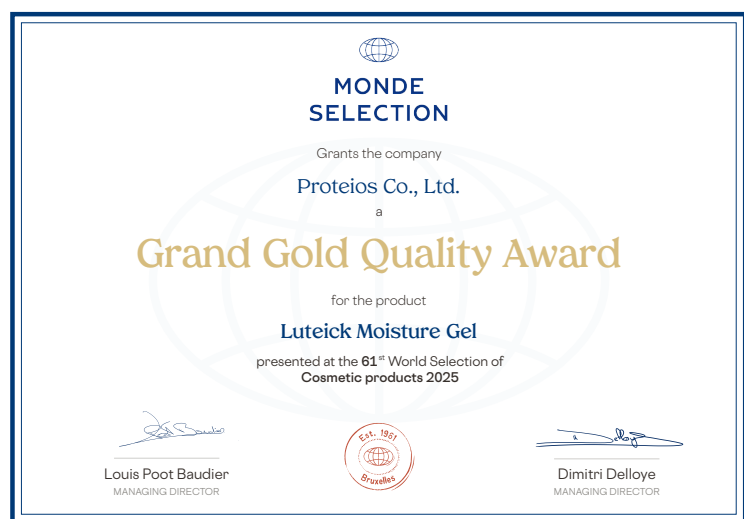 MONDE
SELECTION
Grants the company
Proteios Co., Ltd.
a
Grand Gold Quality Award
for the product
Luteick Moisture Gel
presented at the 61st World Selection of
Cosmetic products 2025
Est. 1961
Bruxelles
Louis Poot Baudier
MANAGING DIRECTOR
Dimitri Delloye
MANAGING DIRECTOR